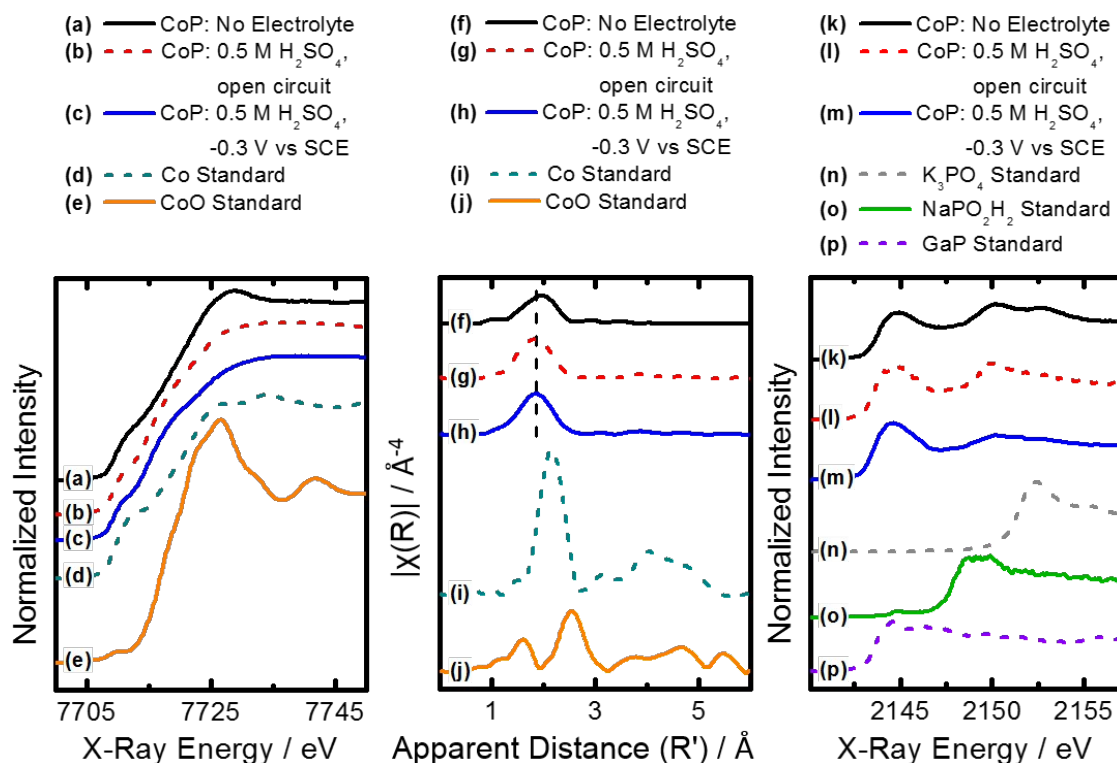 (a) CoP: No Electrolyte
(b) CoP: 0.5 M H₂SO₄,
open circuit
(c) CoP: 0.5 M H₂SO₄,
-0.3 V vs SCE
(d) Co Standard
(e) CoO Standard
(f) CoP: No Electrolyte
(g) CoP: 0.5 M H₂SO₄,
open circuit
(h) CoP: 0.5 M H₂SO₄,
-0.3 V vs SCE
(i) Co Standard
(j) CoO Standard
(k) CoP: No Electrolyte
(l) CoP: 0.5 M H₂SO₄,
open circuit
(m) CoP: 0.5 M H₂SO₄,
-0.3 V vs SCE
(n) K₃PO₄ Standard
(o) NaPO₂H₂ Standard
(p) GaP Standard
Normalized Intensity
(a)
(b)
(c)
(d)
(e)
7705 7725 7745
X-Ray Energy / eV
|χ(R)| / Å⁻⁴
(f)
(g)
(h)
(i)
(j)
1 3 5
Apparent Distance (R') / Å
Normalized Intensity
(k)
(l)
(m)
(n)
(o)
(p)
2145 2150 2155
X-Ray Energy / eV